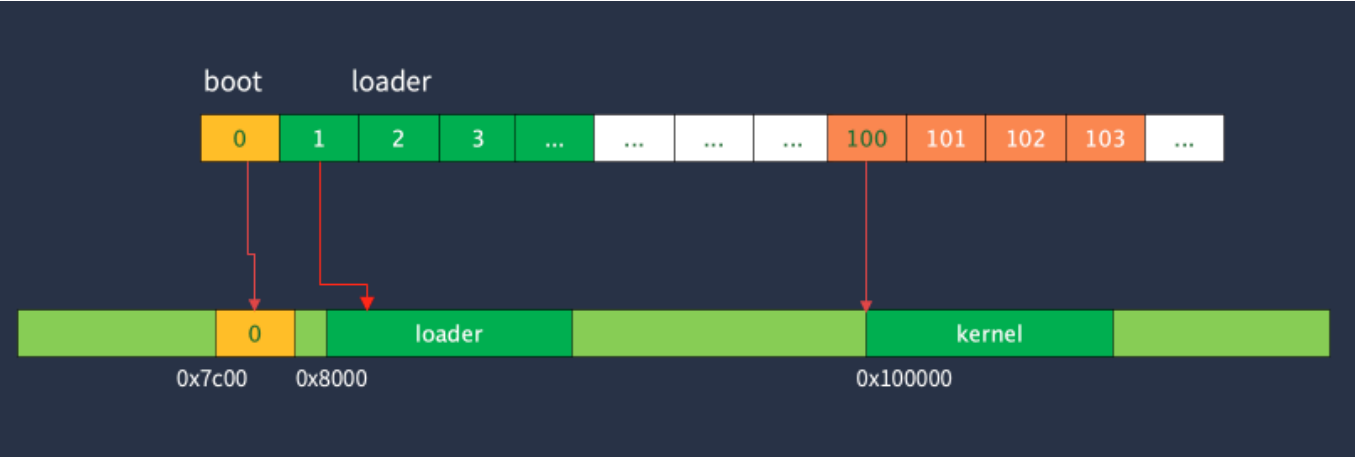 boot loader
0 1 2 3 ... ... ... ... 100 101 102 103 ...
0 loader kernel
0x7c00 0x8000 0x100000